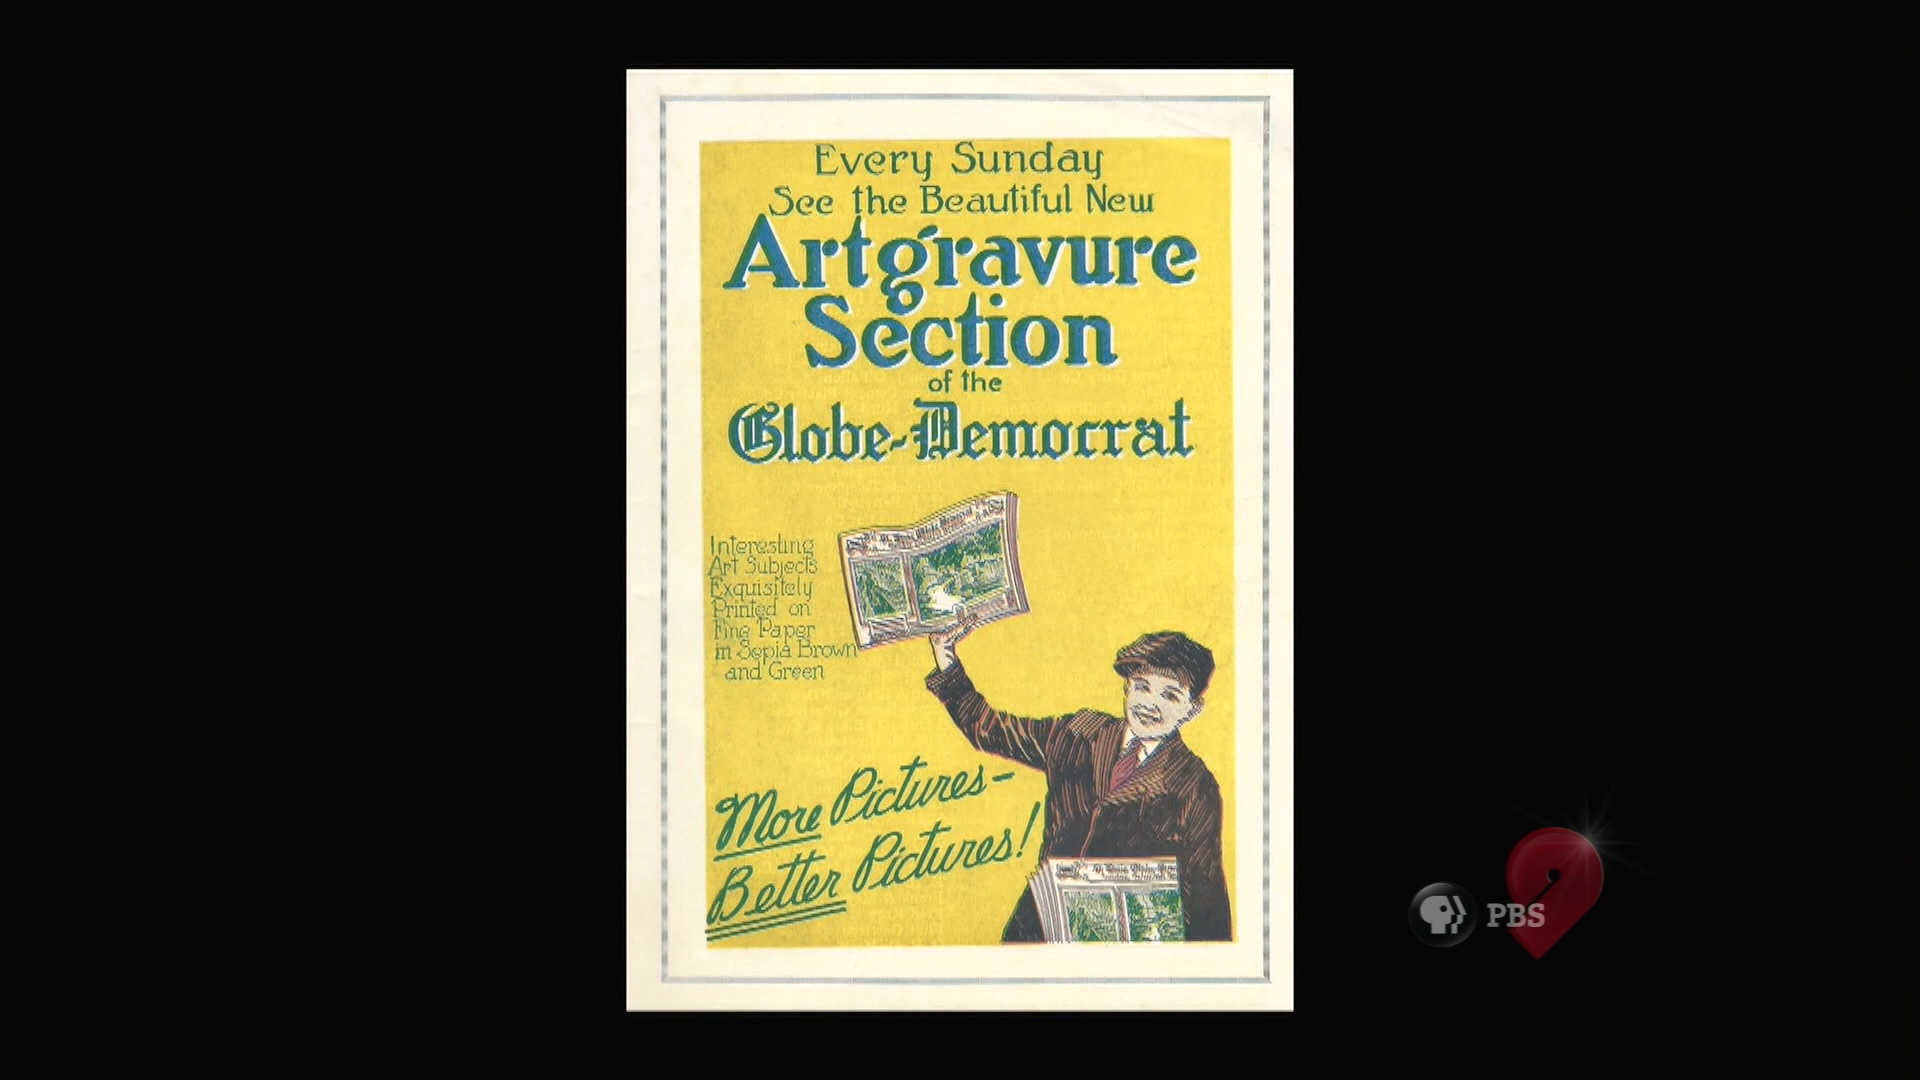 Every Sunday
See the Beautiful New
Artgravure
Section
of the
Globe-Democrat
Interesting
Art Subjects
Exquisitely
Printed on
Fine Paper
in Sepia Brown
and Green
More Pictures-
Better Pictures!
PBS